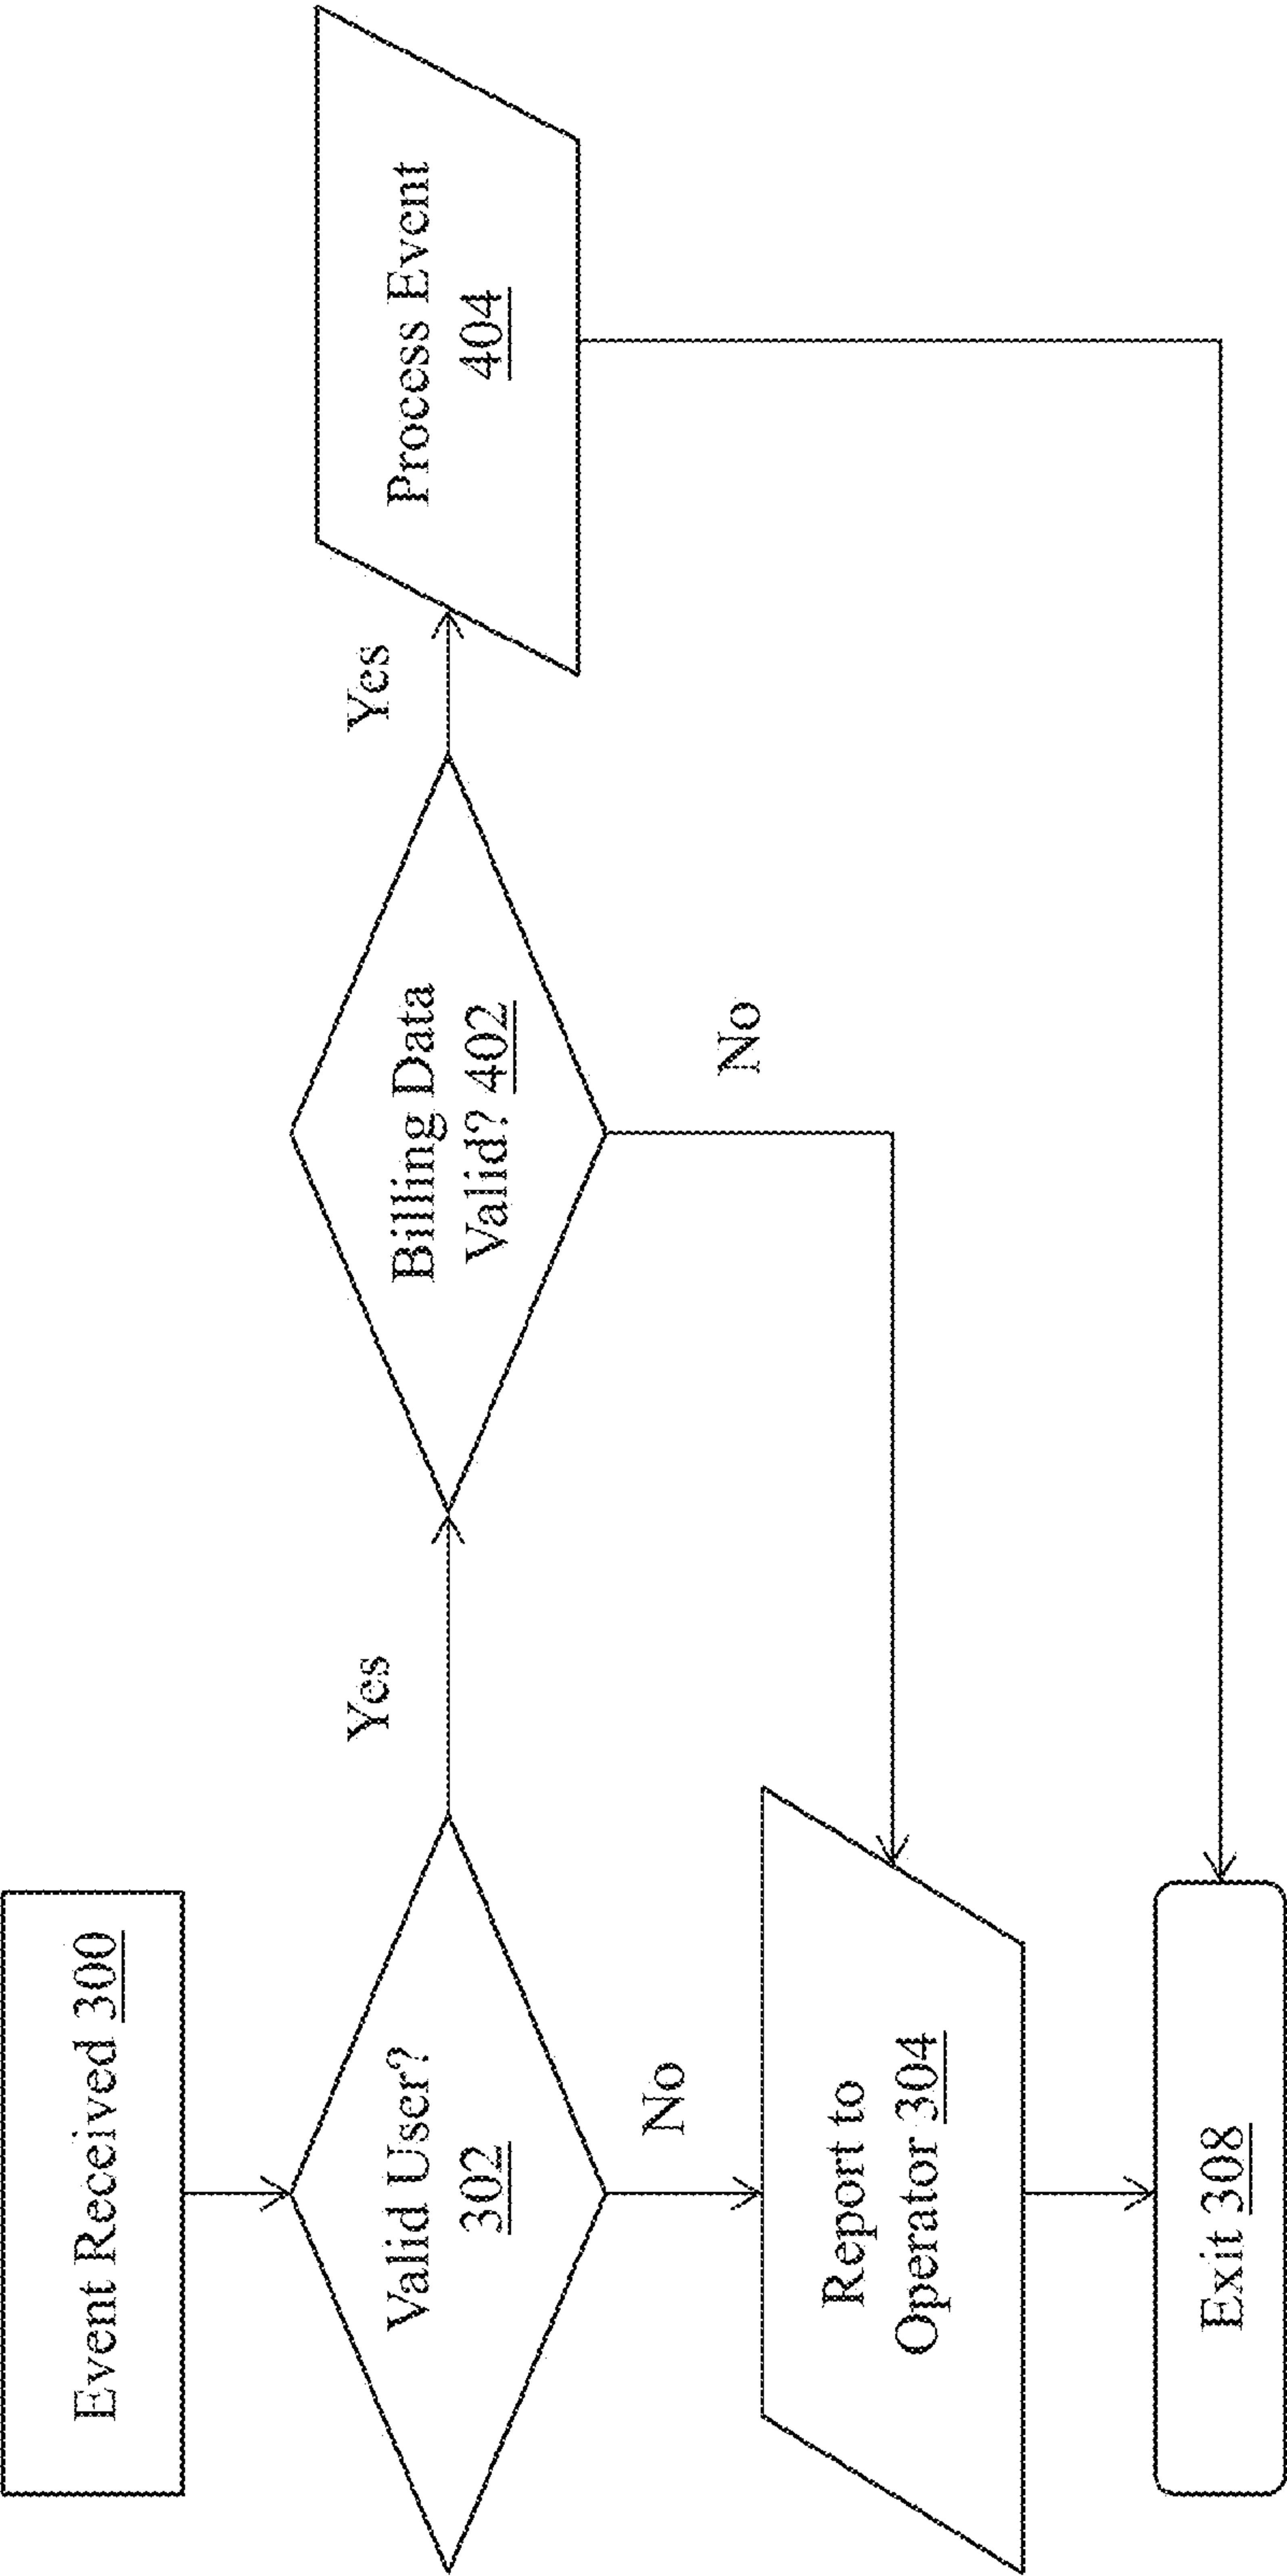 Event Received 300
Valid User?
302
Yes
Billing Data
Valid? 402
Yes
Process Event
404
No
No
Report to
Operator 304
Exit 308